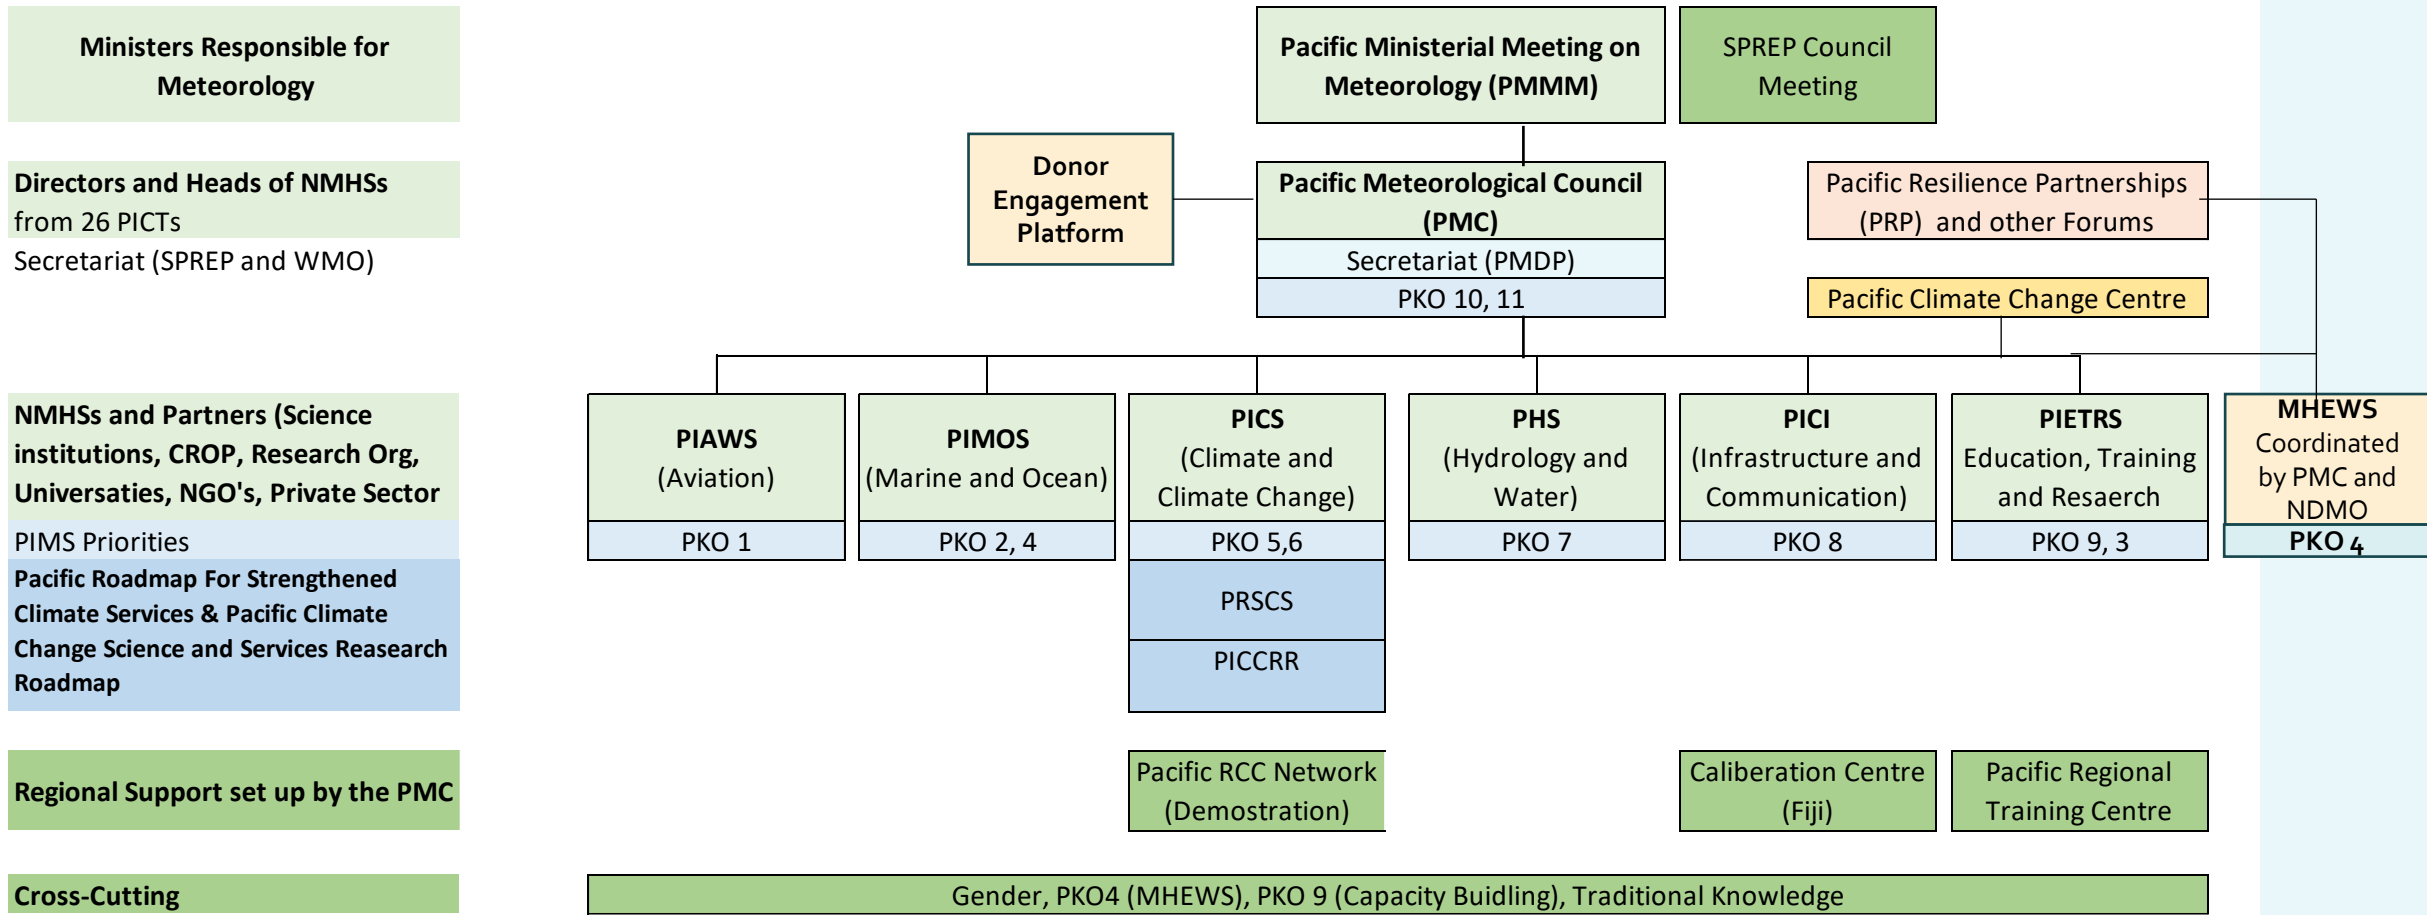 Ministers Responsible for
Meteorology
Pacific Ministerial Meeting on
Meteorology (PMMM)
SPREP Council
Meeting
Donor
Engagement
Platform
Directors and Heads of NMHSs
from 26 PICTs
Secretariat (SPREP and WMO)
Pacific Meteorological Council
(PMC)
Secretariat (PMDP)
PKO 10, 11
Pacific Resilience Partnerships
(PRP) and other Forums
Pacific Climate Change Centre
NMHSs and Partners (Science
institutions, CROP, Research Org,
Universaties, NGO's, Private Sector
PIMS Priorities
Pacific Roadmap For Strengthened
Climate Services & Pacific Climate
Change Science and Services Reasearch
Roadmap
PIAWS
(Aviation)
PKO 1
PIMOS
(Marine and Ocean)
PKO 2, 4
PICS
(Climate and
Climate Change)
PKO 5,6
PRSCS
PICCRR
PHS
(Hydrology and
Water)
PKO 7
PICI
(Infrastructure and
Communication)
PKO 8
PIETRS
Education, Training
and Resaerch
PKO 9, 3
MHEWS
Coordinated
by PMC and
NDMO
PKO 4
Regional Support set up by the PMC
Pacific RCC Network
(Demostration)
Caliberation Centre
(Fiji)
Pacific Regional
Training Centre
Cross-Cutting
Gender, PKO4 (MHEWS), PKO 9 (Capacity Buidling), Traditional Knowledge